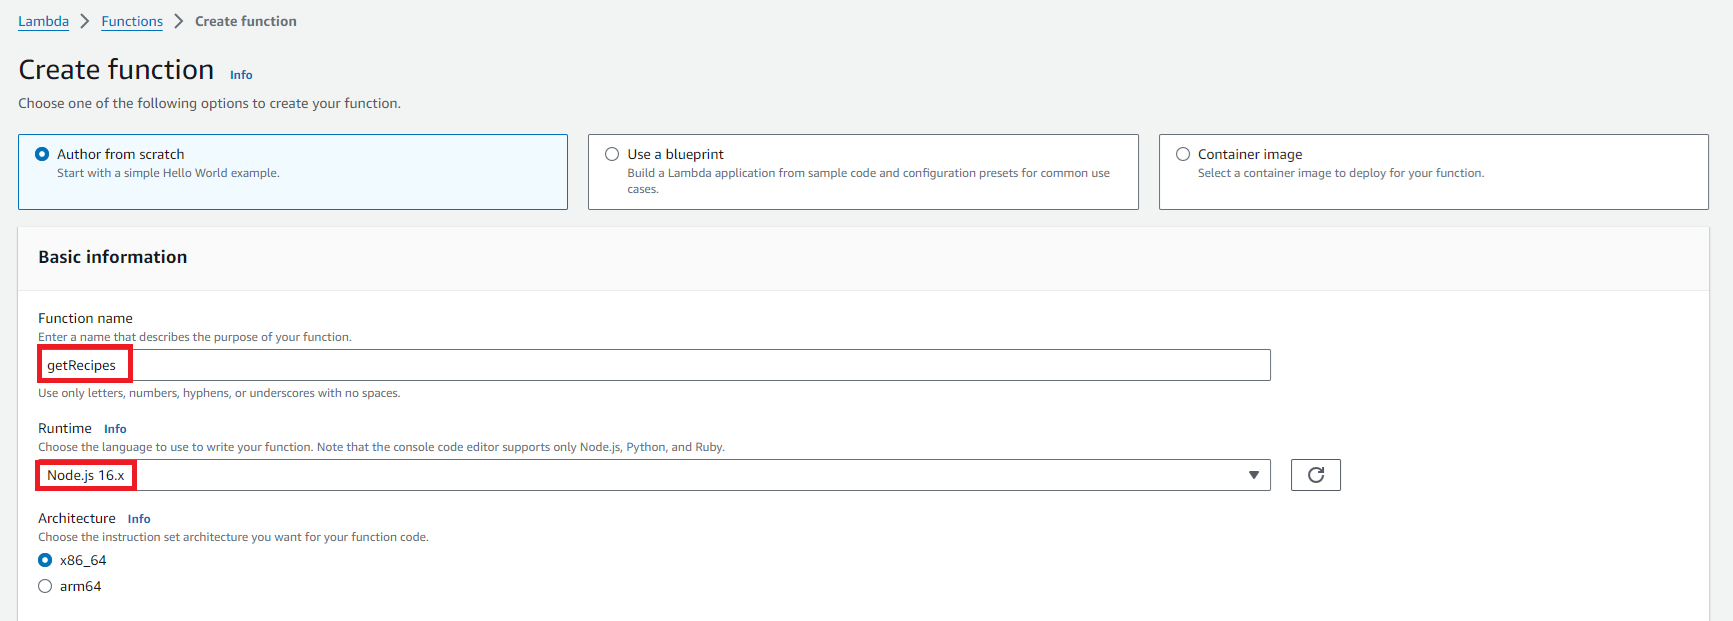 Lambda > Functions > Create function
Create function Info
Choose one of the following options to create your function.
Author from scratch
Start with a simple Hello World example.
Use a blueprint
Build a Lambda application from sample code and configuration presets for common use
cases.
Container image
Select a container image to deploy for your function.
Basic information
Function name
Enter a name that describes the purpose of your function.
getRecipes
Use only letters, numbers, hyphens, or underscores with no spaces.
Runtime Info
Choose the language to use to write your function. Note that the console code editor supports only Node.js, Python, and Ruby.
Node.js 16.x
Architecture Info
Choose the instruction set architecture you want for your function code.
x86_64
arm64